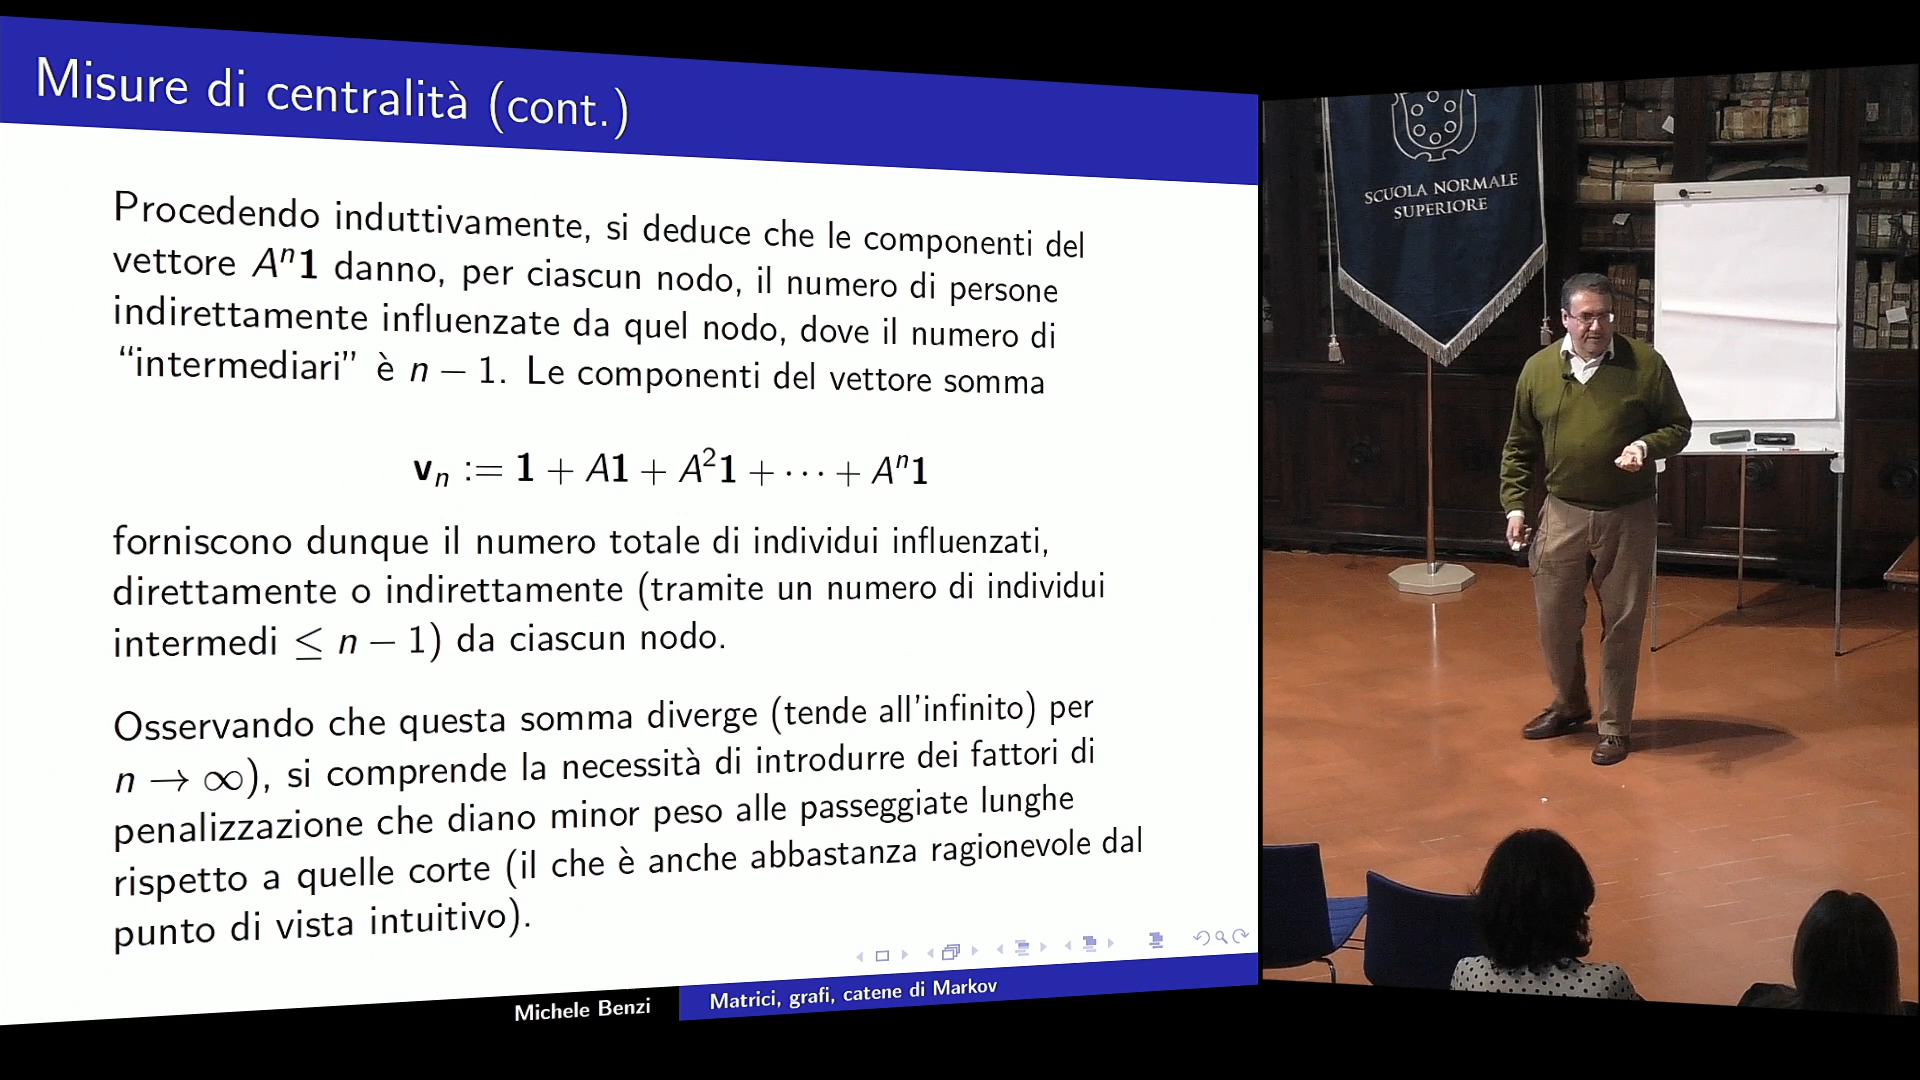 Misure di centralità (cont.)
Procedendo induttivamente, si deduce che le componenti del
vettore Aⁿ1 danno, per ciascun nodo, il numero di persone
indirettamente influenzate da quel nodo, dove il numero di
“intermediari” è n − 1. Le componenti del vettore somma
vₙ := 1 + A1 + A²1 + ⋯ + Aⁿ1
forniscono dunque il numero totale di individui influenzati,
direttamente o indirettamente (tramite un numero di individui
intermedi ≤ n − 1) da ciascun nodo.
Osservando che questa somma diverge (tende all'infinito) per
n → ∞), si comprende la necessità di introdurre dei fattori di
penalizzazione che diano minor peso alle passeggiate lunghe
rispetto a quelle corte (il che è anche abbastanza ragionevole dal
punto di vista intuitivo).
Michele Benzi
Matrici, grafi, catene di Markov
SCUOLA NORMALE
SUPERIORE